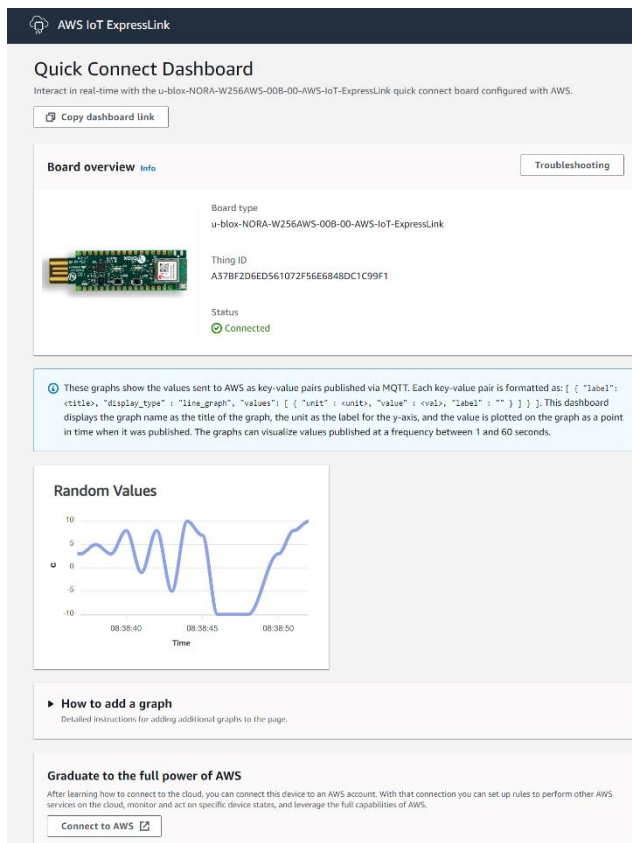 AWS IoT ExpressLink
Quick Connect Dashboard
Interact in real-time with the u-blox-NORA-W256AWS-00B-00-AWS-IoT-ExpressLink quick connect board configured with AWS.
Copy dashboard link
Board overview Info
Troubleshooting
Board type
u-blox-NORA-W256AWS-00B-00-AWS-IoT-ExpressLink
Thing ID
A37BF2D6ED561072F56E6848DC1C99F1
Status
Connected
These graphs show the values sent to AWS as key-value pairs published via MQTT. Each key-value pair is formatted as: [ { "label":
<title>, "display_type" : "line_graph", "values": [ { "unit" : <unit>, "value" : <val>, "label" : "" } ] } ]. This dashboard
displays the graph name as the title of the graph, the unit as the label for the y-axis, and the value is plotted on the graph as a point
in time when it was published. The graphs can visualize values published at a frequency between 1 and 60 seconds.
Random Values
10
5
0
-5
-10
C
08:38:40 08:38:45 08:38:50
Time
How to add a graph
Detailed instructions for adding additional graphs to the page.
Graduate to the full power of AWS
After learning how to connect to the cloud, you can connect this device to an AWS account. With that connection you can set up rules to perform other AWS
services on the cloud, monitor and act on specific device states, and leverage the full capabilities of AWS.
Connect to AWS